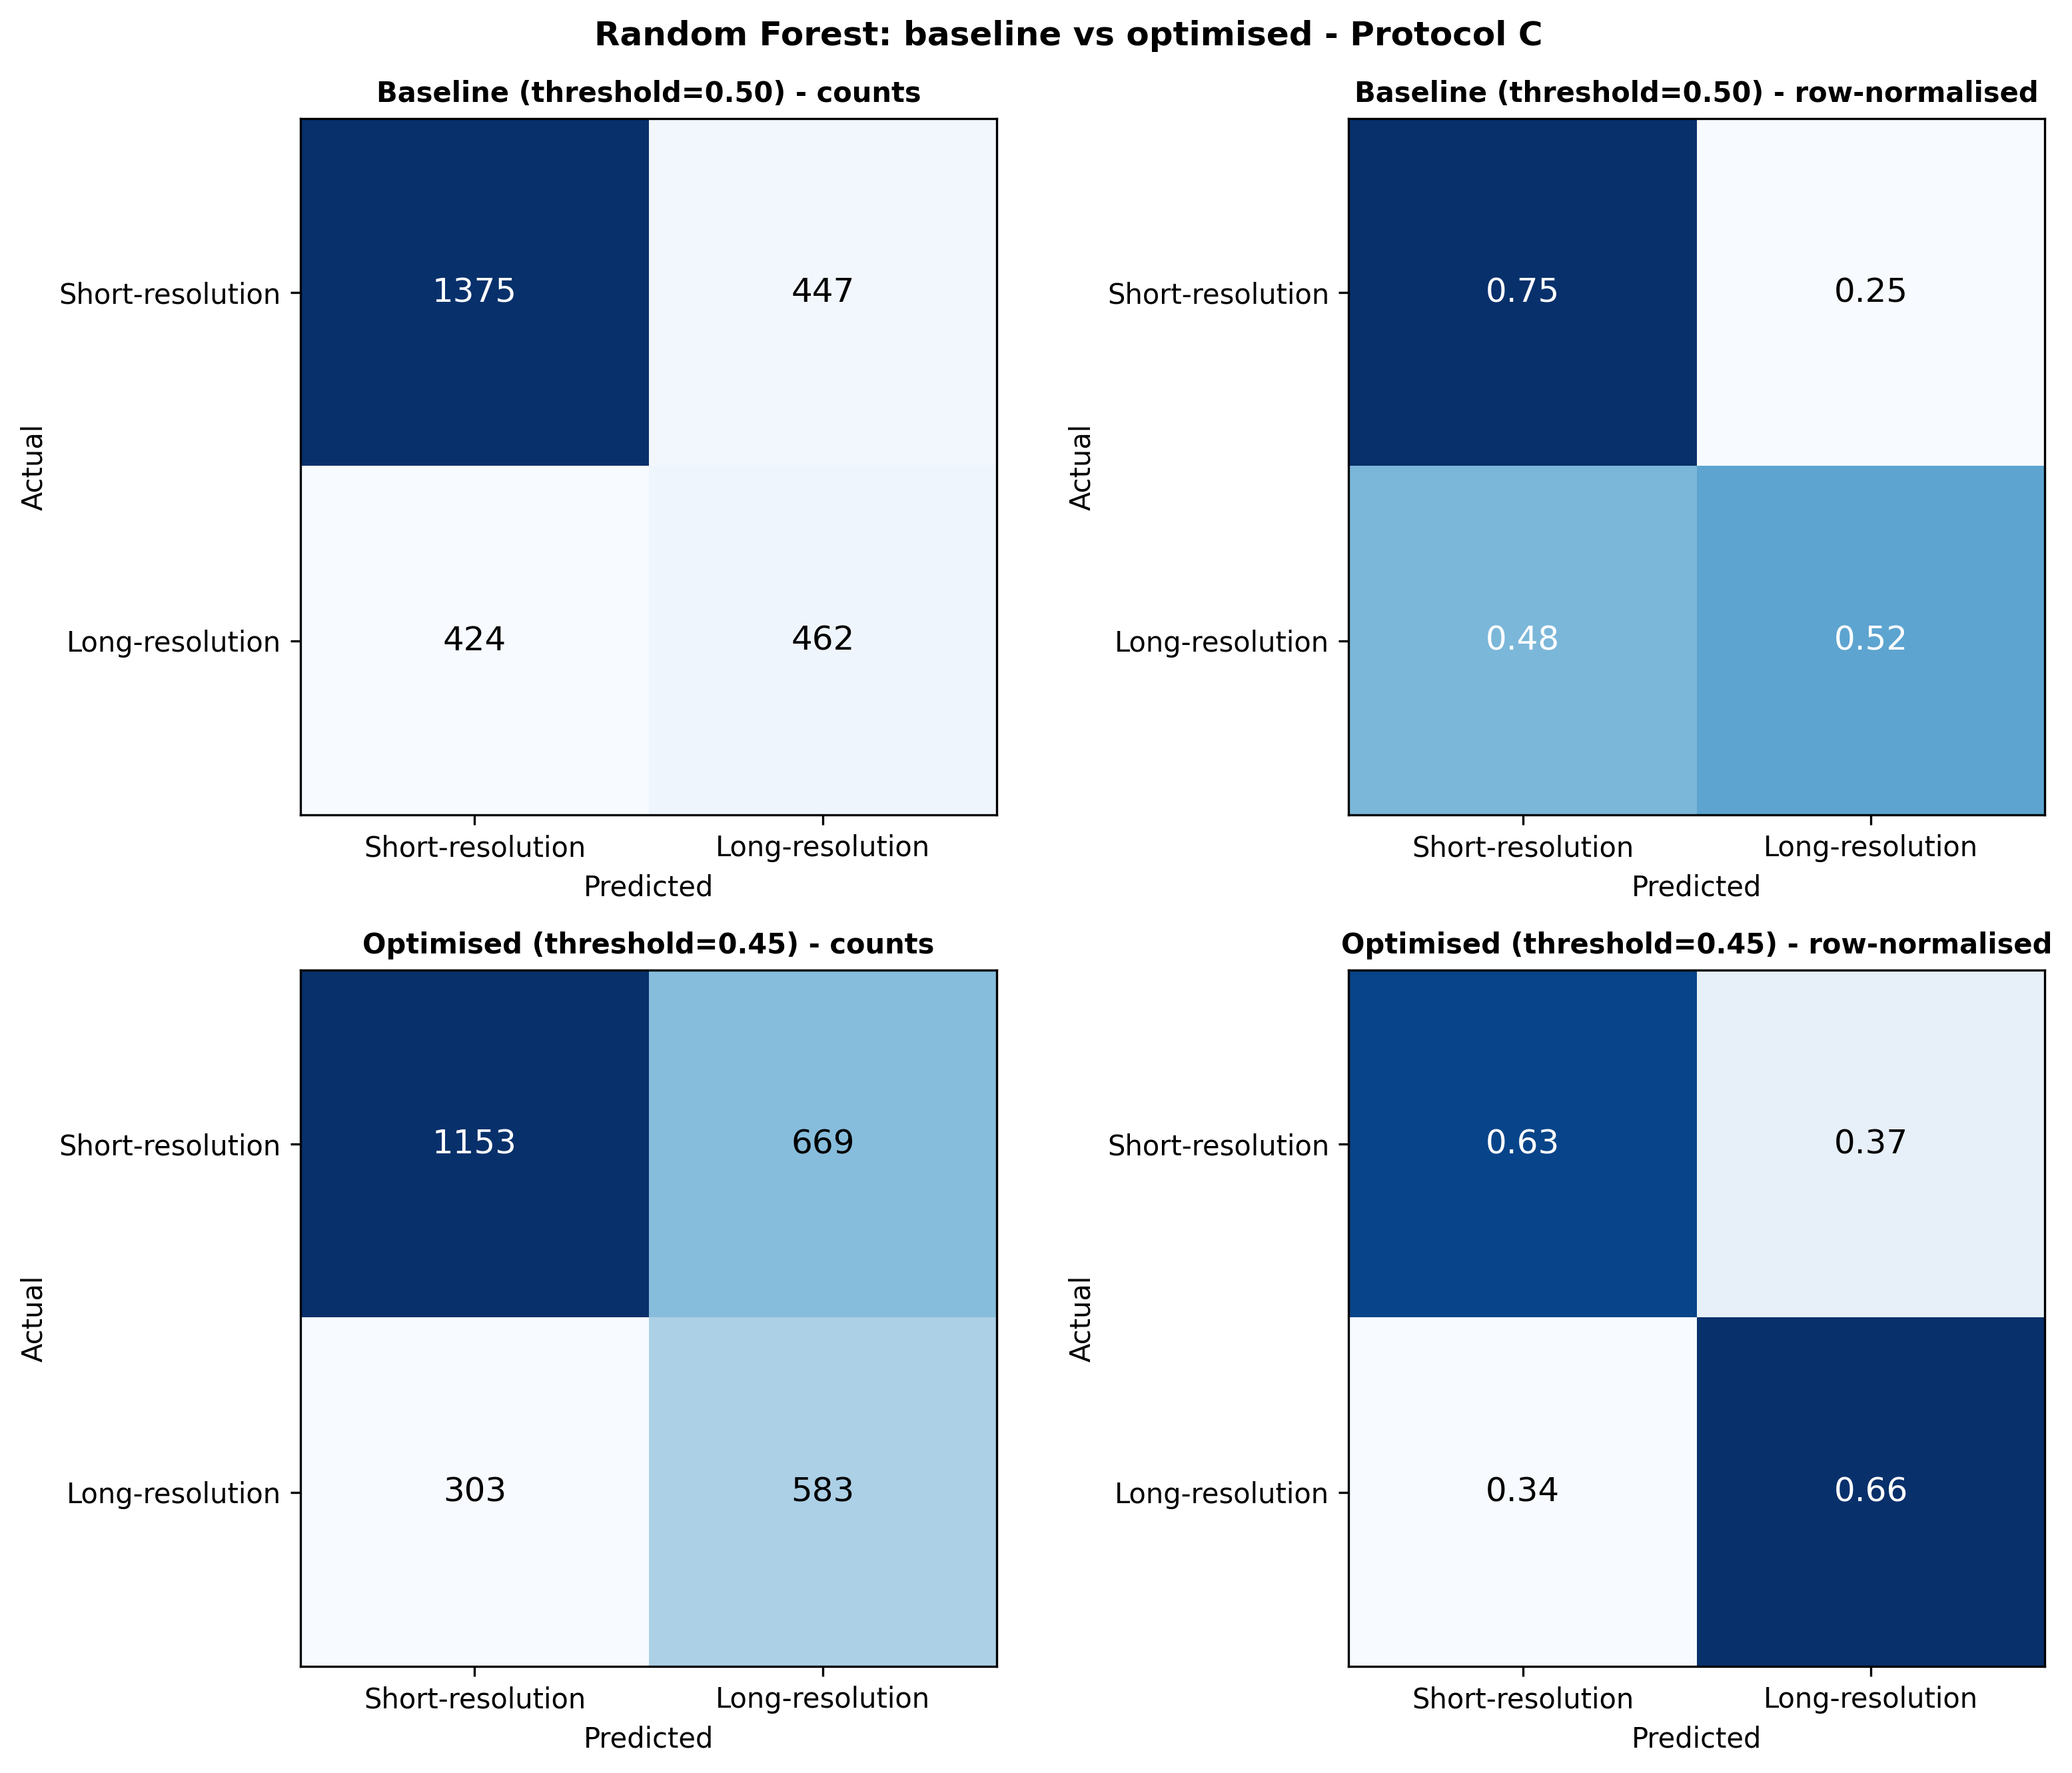 Random Forest: baseline vs optimised - Protocol C
Baseline (threshold=0.50) - counts
Short-resolution
1375
447
Long-resolution
424
462
Actual
Short-resolution
Long-resolution
Predicted
Baseline (threshold=0.50) - row-normalised
Short-resolution
0.75
0.25
Long-resolution
0.48
0.52
Actual
Short-resolution
Long-resolution
Predicted
Optimised (threshold=0.45) - counts
Short-resolution
1153
669
Long-resolution
303
583
Actual
Short-resolution
Long-resolution
Predicted
Optimised (threshold=0.45) - row-normalised
Short-resolution
0.63
0.37
Long-resolution
0.34
0.66
Actual
Short-resolution
Long-resolution
Predicted